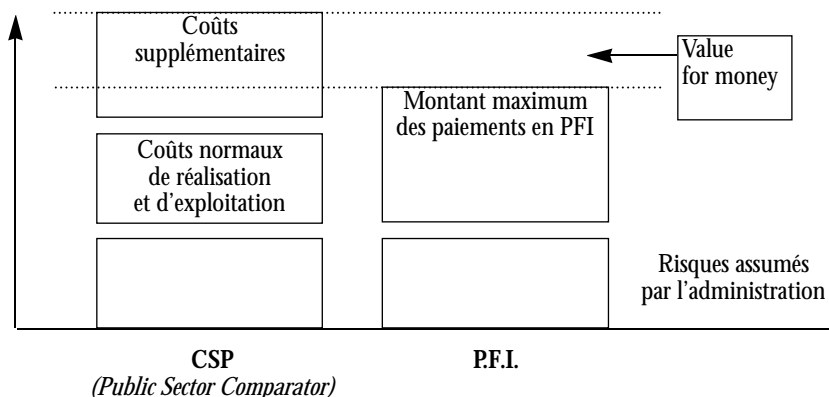 Coûts
supplémentaires
Value
for money
Montant maximum
des paiements en PFI
Coûts normaux
de réalisation
et d'exploitation
Risques assumés
par l'administration
CSP
(Public Sector Comparator)
P.F.I.